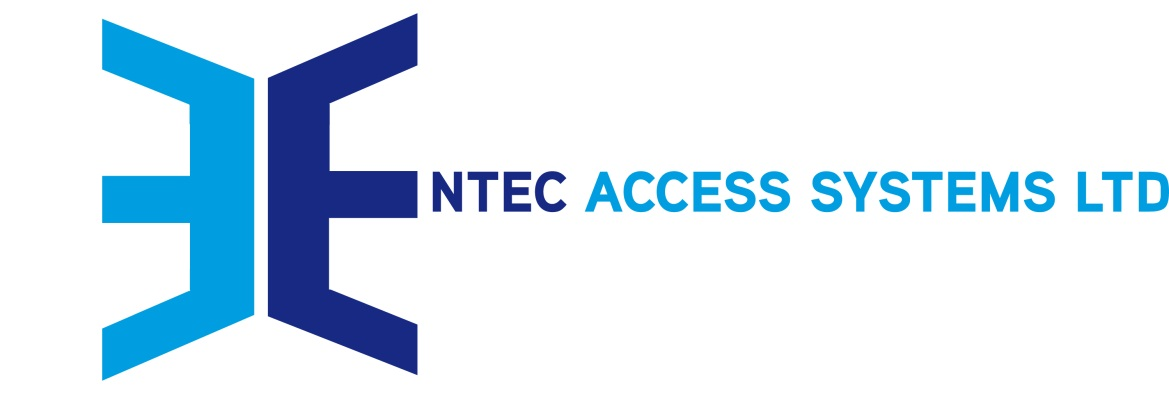 ENTEC ACCESS SYSTEMS LTD